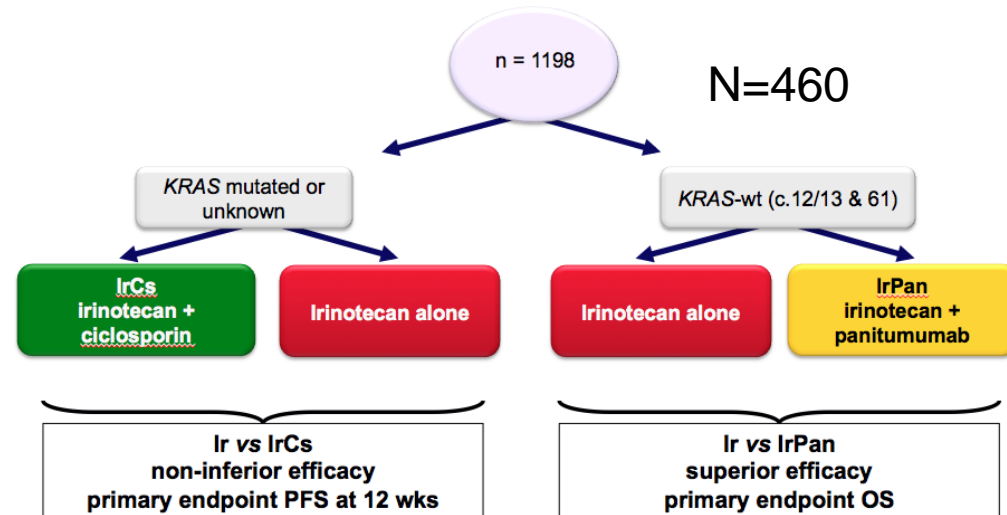 n = 1198
N=460
KRAS mutated or
unknown
KRAS-wt (c.12/13 & 61)
IrCs
irinotecan +
ciclosporin
Irinotecan alone
Irinotecan alone
IrPan
irinotecan +
panitumumab
Ir vs IrCs
non-inferior efficacy
primary endpoint PFS at 12 wks
Ir vs IrPan
superior efficacy
primary endpoint OS